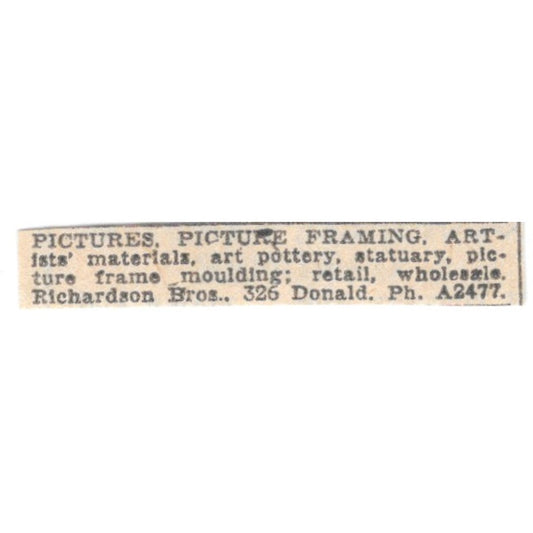 PICTURES, PICTURE FRAMING, ART-
ists' materials, art pottery, statuary, pic-
ture frame moulding; retail, wholesale.
Richardson Bros., 326 Donald. Ph. A2477.